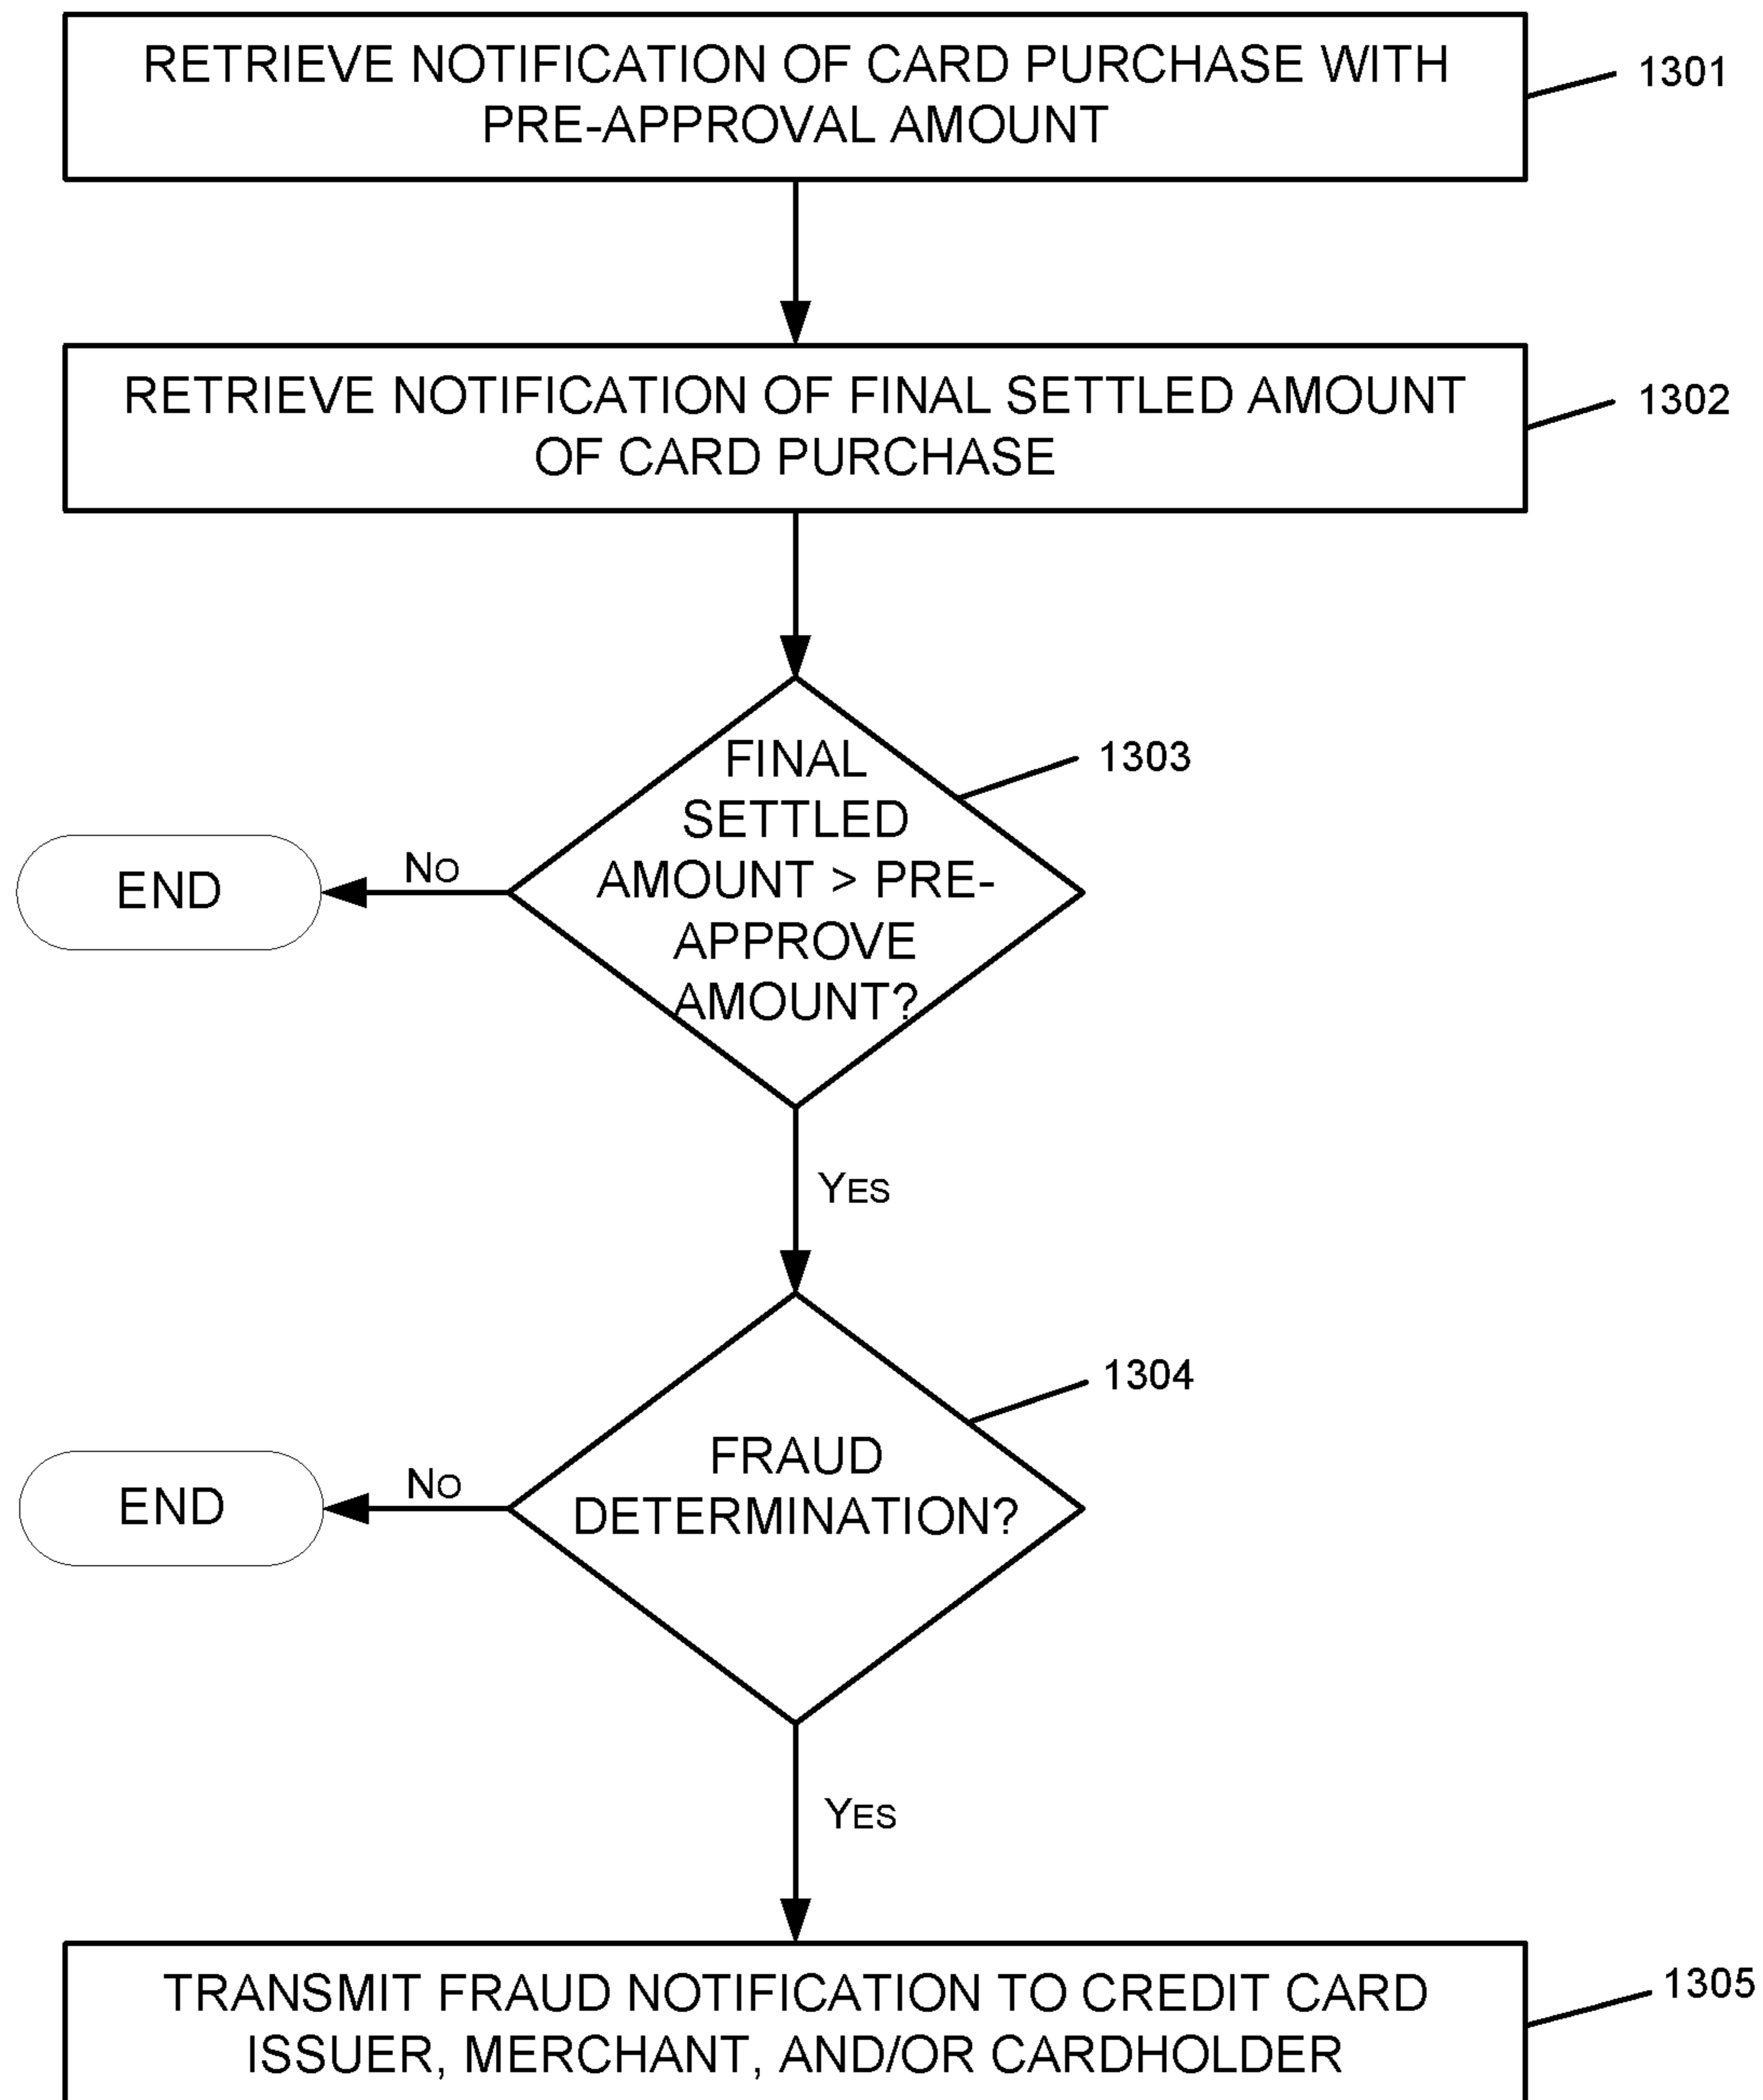 RETRIEVE NOTIFICATION OF CARD PURCHASE WITH
PRE-APPROVAL AMOUNT
1301
RETRIEVE NOTIFICATION OF FINAL SETTLED AMOUNT
OF CARD PURCHASE
1302
FINAL
SETTLED
AMOUNT > PRE-
APPROVE
AMOUNT?
1303
NO
END
YES
FRAUD
DETERMINATION?
1304
NO
END
YES
TRANSMIT FRAUD NOTIFICATION TO CREDIT CARD
ISSUER, MERCHANT, AND/OR CARDHOLDER
1305